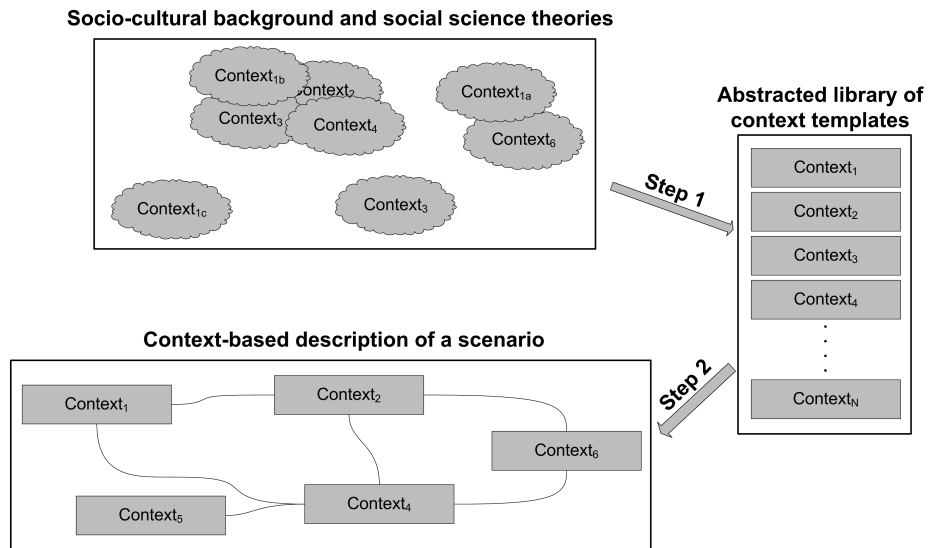 Socio-cultural background and social science theories
Context1b
Context2
Context3
Context4
Context1a
Context6
Context1c
Context3
Step 1
Abstracted library of
context templates
Context1
Context2
Context3
Context4
ContextN
Step 2
Context-based description of a scenario
Context1
Context2
Context6
Context4
Context5